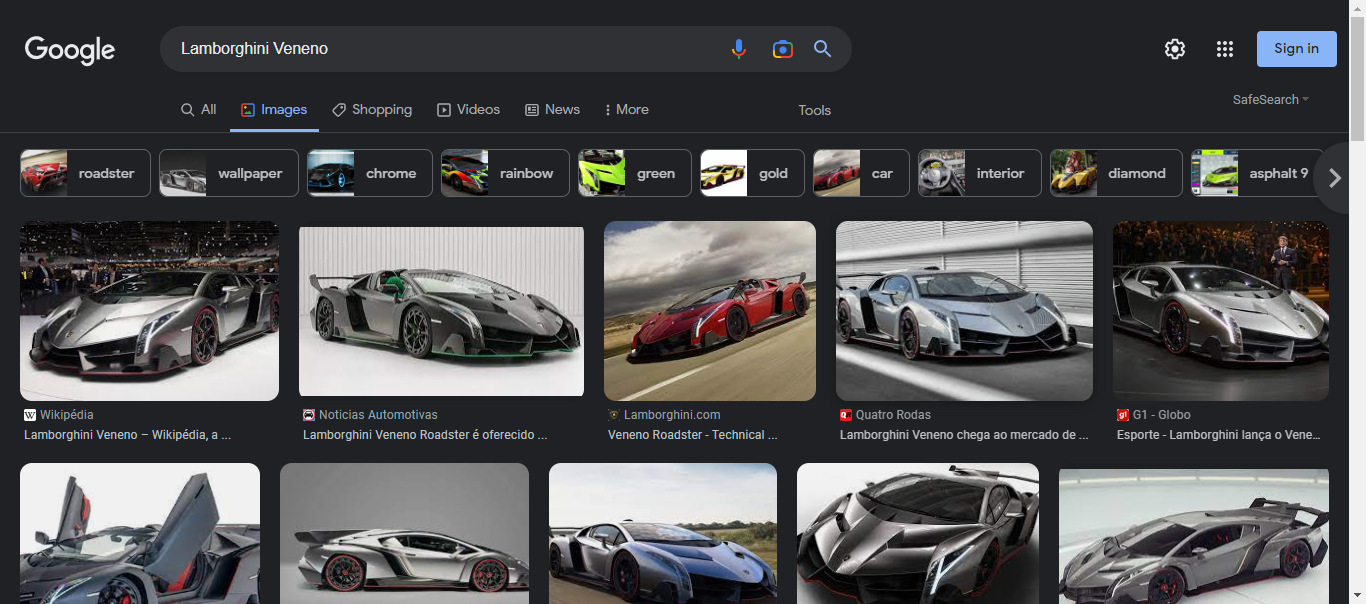 Google
Lamborghini Veneno
Sign in
All
Images
Shopping
Videos
News
More
Tools
SafeSearch
roadster
wallpaper
chrome
rainbow
green
gold
car
interior
diamond
asphalt 9
W Wikipédia
Lamborghini Veneno – Wikipédia, a ...
Noticias Automotivas
Lamborghini Veneno Roadster é oferecido ...
Lamborghini.com
Veneno Roadster - Technical ...
Quatro Rodas
Lamborghini Veneno chega ao mercado de ...
g1 G1 - Globo
Esporte - Lamborghini lança o Vene...